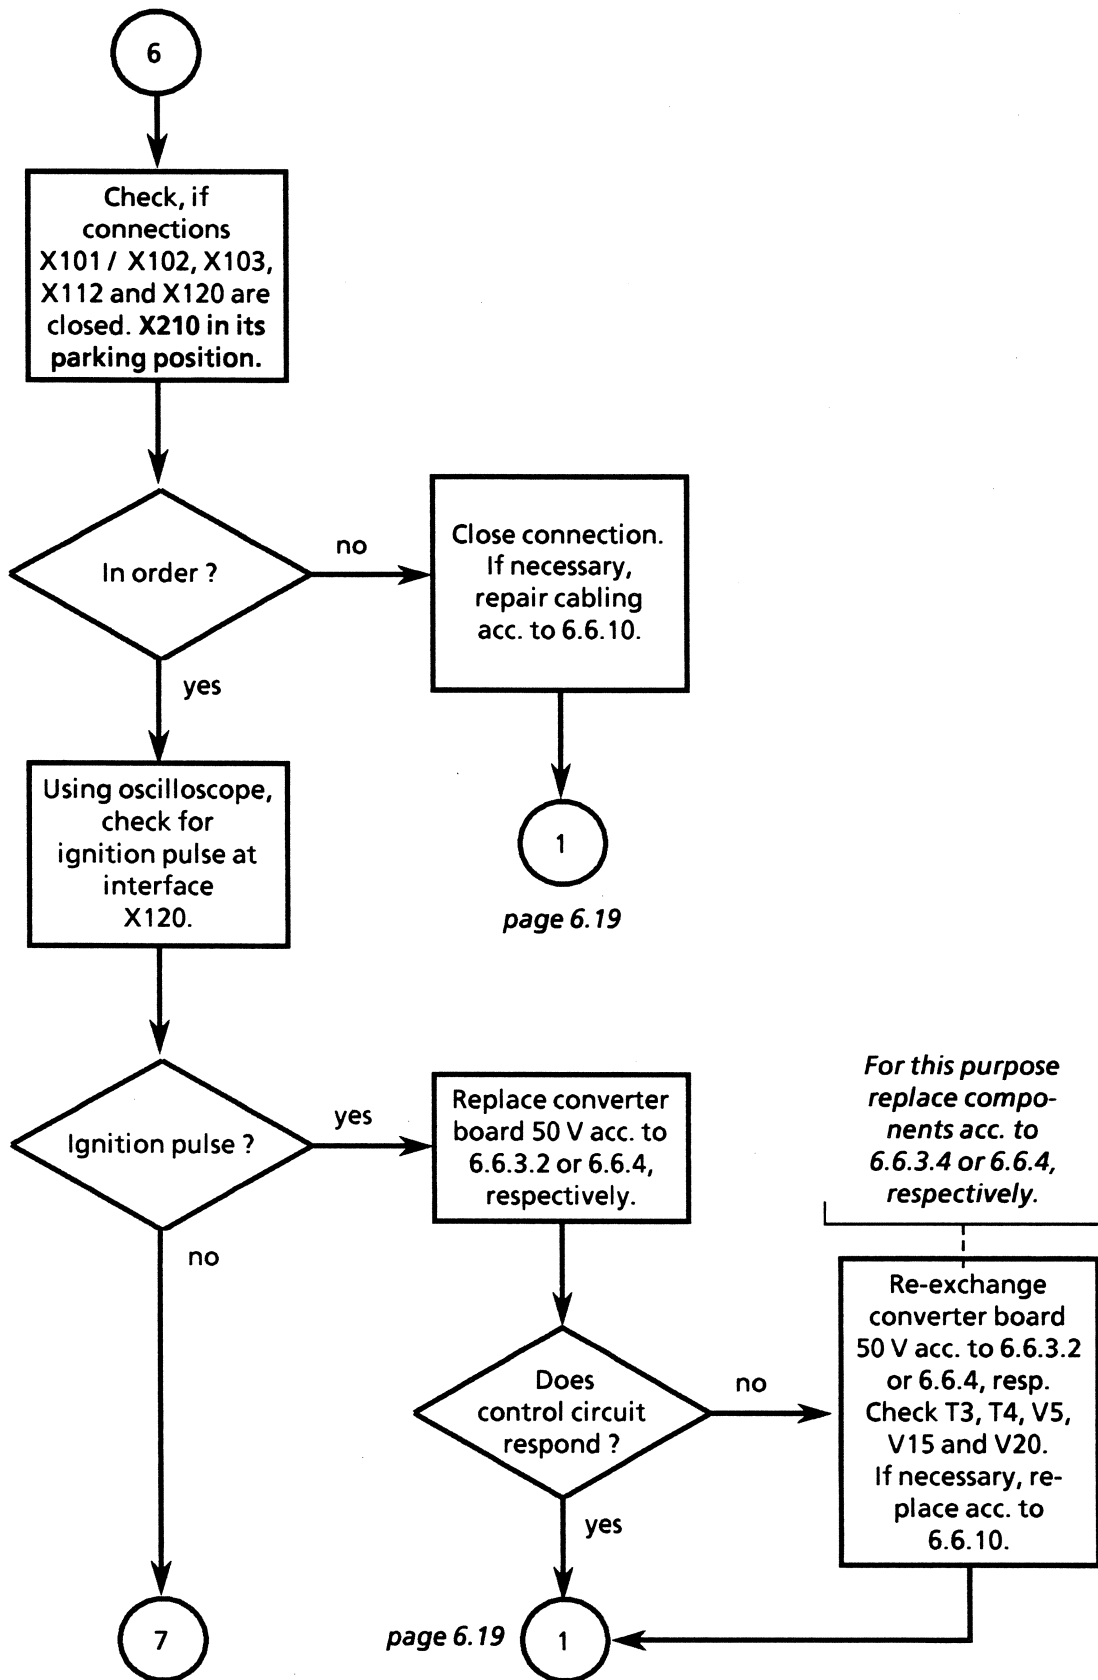 6
Check, if
connections
X101 / X102, X103,
X112 and X120 are
closed. X210 in its
parking position.
In order ?
no
Close connection.
If necessary,
repair cabling
acc. to 6.6.10.
yes
1
page 6.19
Using oscilloscope,
check for
ignition pulse at
interface
X120.
Ignition pulse ?
yes
Replace converter
board 50 V acc. to
6.6.3.2 or 6.6.4,
respectively.
For this purpose
replace compo-
nents acc. to
6.6.3.4 or 6.6.4,
respectively.
no
Does
control circuit
respond ?
no
Re-exchange
converter board
50 V acc. to 6.6.3.2
or 6.6.4, resp.
Check T3, T4, V5,
V15 and V20.
If necessary, re-
place acc. to
6.6.10.
yes
7
page 6.19
1